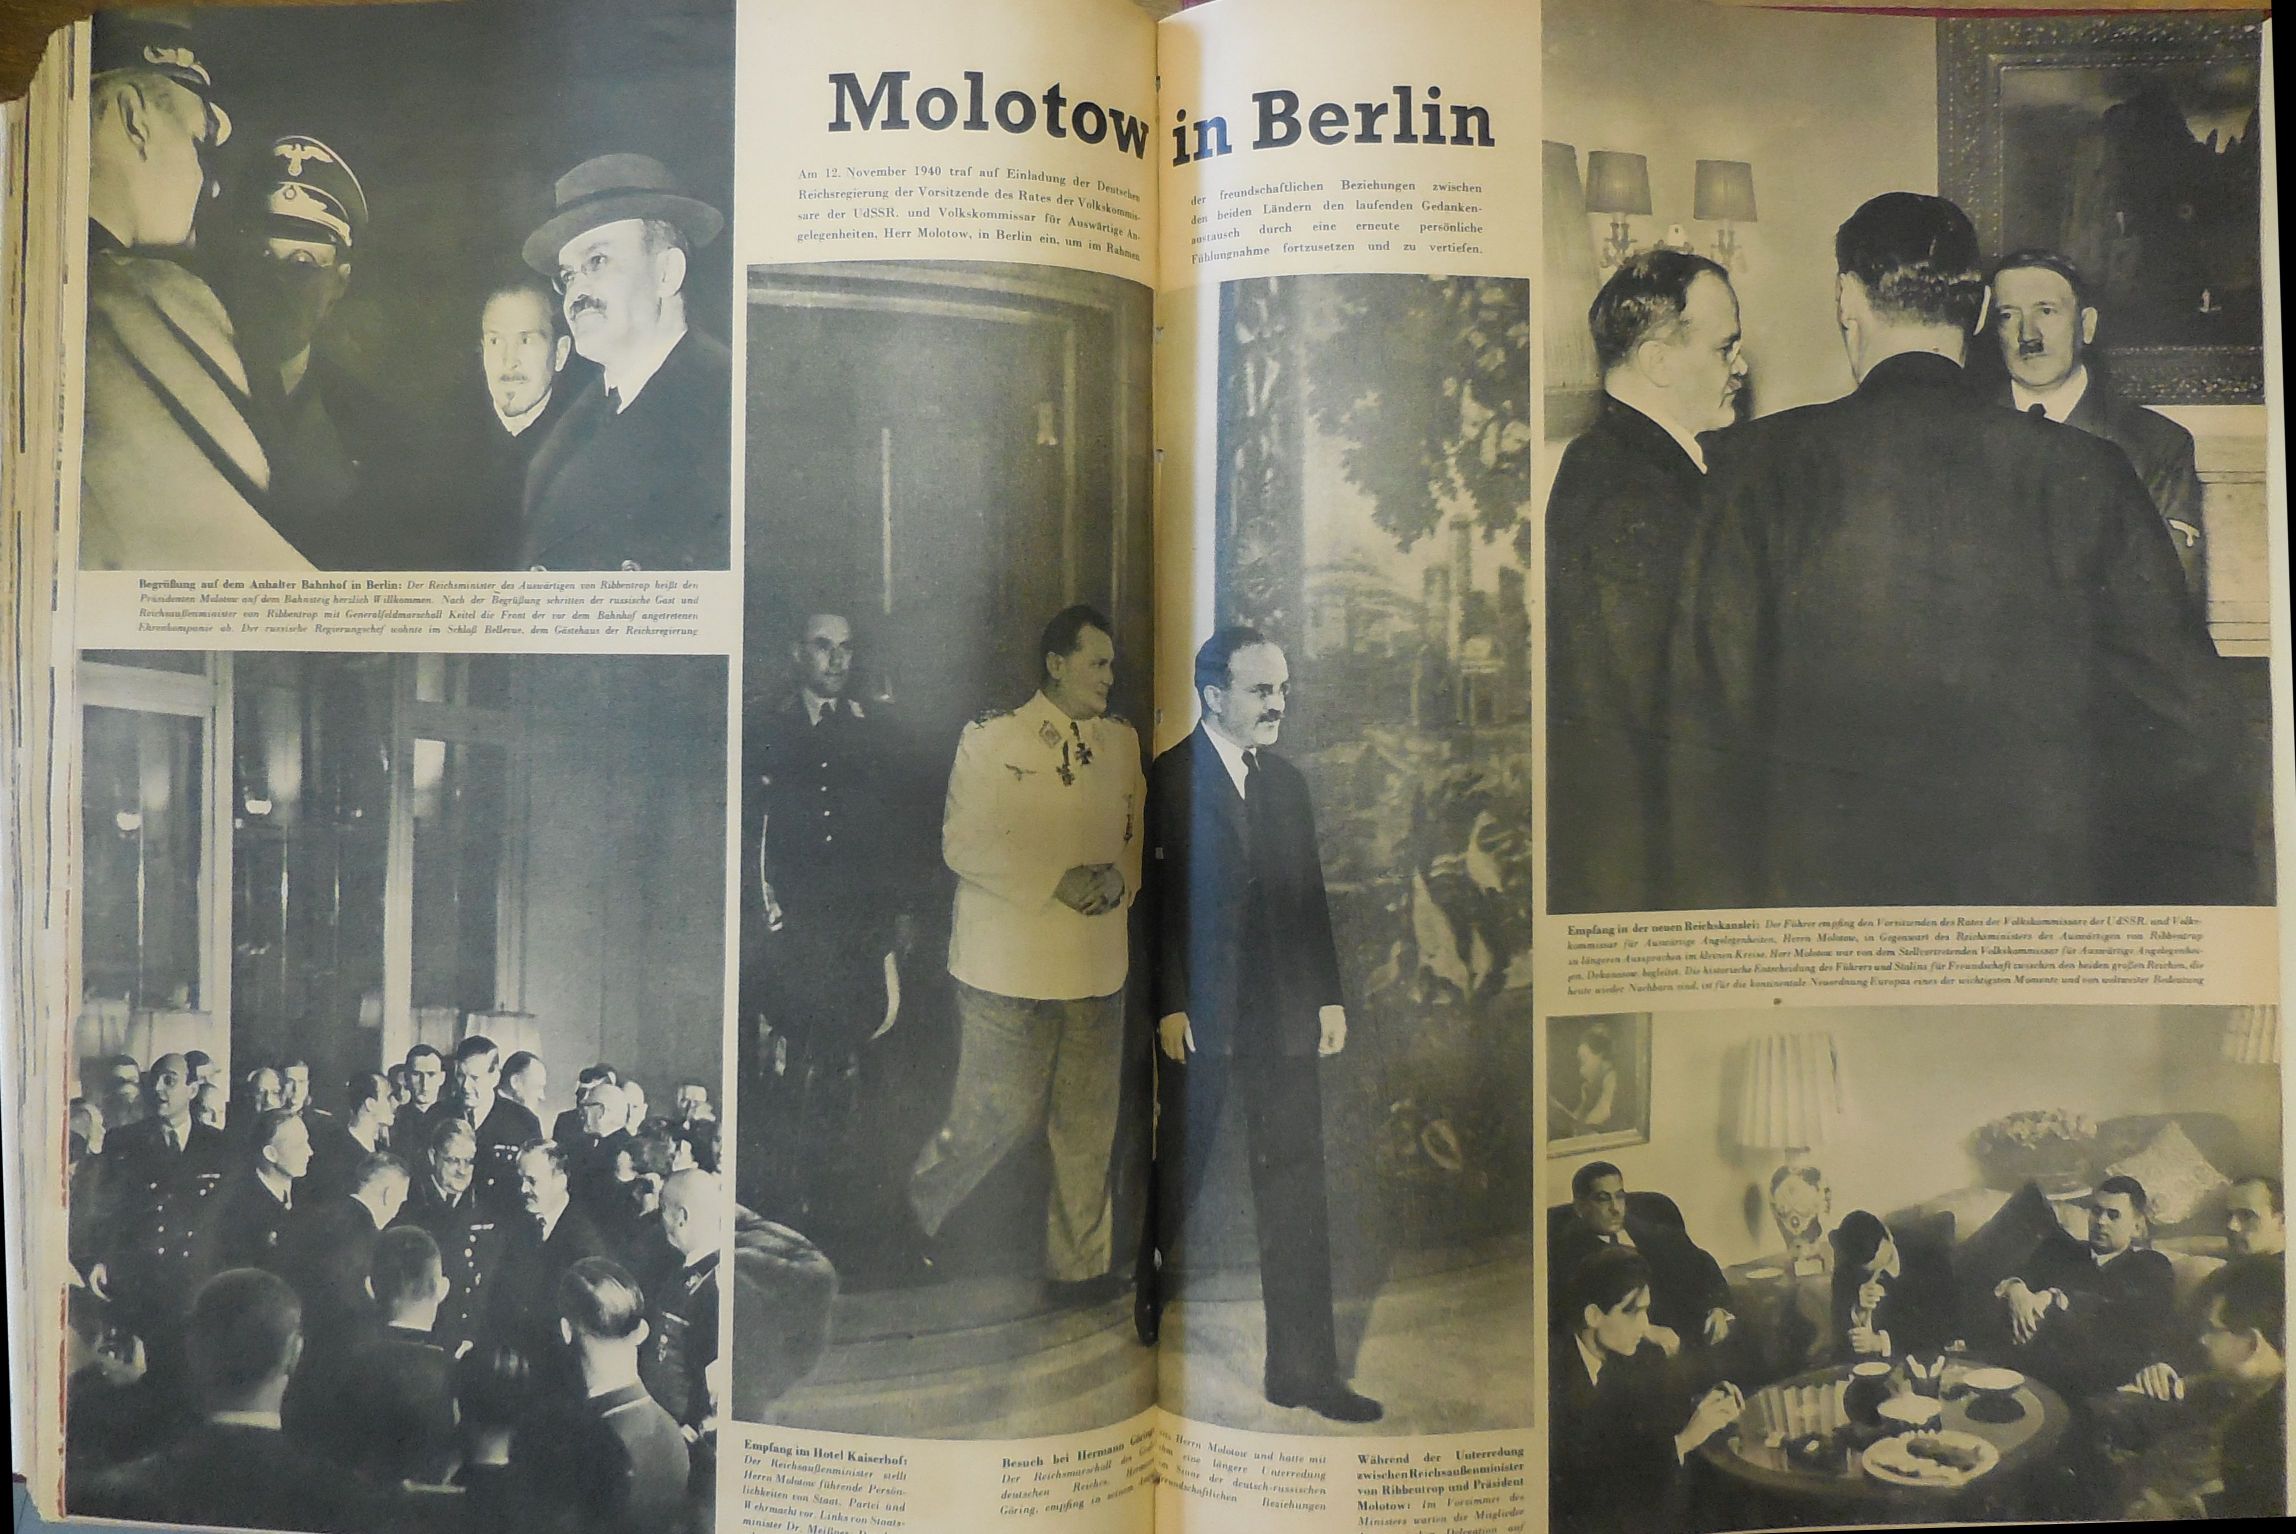 Molotow in Berlin
Am 12. November 1940 traf auf Einladung der Deutschen
Reichsregierung der Vorsitzende des Rates der Volkskommis-
sare der UdSSR. und Volkskommissar für Auswärtige An-
gelegenheiten, Herr Molotow, in Berlin ein, um im Rahmen
der freundschaftlichen Beziehungen zwischen
den beiden Ländern den laufenden Gedanken-
austausch durch eine erneute persönliche
Fühlungnahme fortzusetzen und zu vertiefen.
Begrüßung auf dem Anhalter Bahnhof in Berlin: Der Reichsminister des Auswärtigen von Ribbentrop heißt den
Präsidenten Molotow auf dem Bahnsteig herzlich Willkommen. Nach der Begrüßung schritten der russische Gast und
Reichsaußenminister von Ribbentrop mit Generalfeldmarschall Keitel die Front der vor dem Bahnhof angetretenen
Ehrenkompanie ab. Der russische Regierungschef wohnte im Schloß Bellevue, dem Gästehaus der Reichsregierung
Empfang in der neuen Reichskanzlei: Der Führer empfing den Vorsitzenden des Rates der Volkskommissare der UdSSR. und Volks-
kommissar für Auswärtige Angelegenheiten, Herrn Molotow, in Gegenwart des Reichsministers des Auswärtigen von Ribbentrop
zu längeren Aussprachen im kleinen Kreise. Herr Molotow war von dem Stellvertretenden Volkskommissar für Auswärtige Angelegenhei-
ten, Dekanosow, begleitet. Die historische Entscheidung des Führers und Stalins für Freundschaft zwischen den beiden großen Reichen, die
heute wieder Nachbarn sind, ist für die kontinentale Neuordnung Europas eines der wichtigsten Momente und von weltweiter Bedeutung
Empfang im Hotel Kaiserhof:
Der Reichsaußenminister stellt
Herrn Molotow führende Persön-
lichkeiten von Staat, Partei und
Wehrmacht vor. Links von Staats-
minister Dr. Meißner,
Besuch bei Hermann Göring:
Der Reichsmarschall des
deutschen Reiches, Hermann
Göring, empfing in seinem
Herrn Molotow und hatte mit
ihm eine längere Unterredung
im Sinne der deutsch-russischen
freundschaftlichen Beziehungen
Während der Unterredung
zwischen Reichsaußenminister
von Ribbentrop und Präsident
Molotow: Im Vorzimmer des
Ministers warten die Mitglieder
Delegation auf